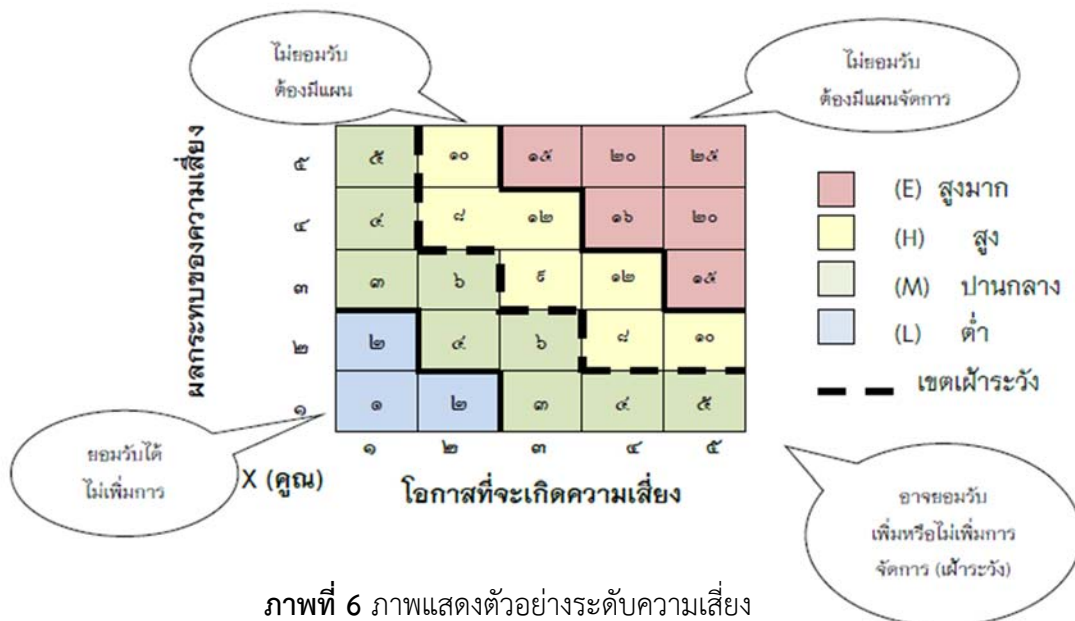 ไม่ยอมรับ
ต้องมีแผน
ไม่ยอมรับ
ต้องมีแผนจัดการ
ผลกระทบของความเสี่ยง
๕ ๕ ๑๐ ๑๕ ๒๐ ๒๕
๔ ๔ ๘ ๑๒ ๑๖ ๒๐
๓ ๓ ๖ ๙ ๑๒ ๑๕
๒ ๒ ๔ ๖ ๘ ๑๐
๑ ๑ ๒ ๓ ๔ ๕
๑ ๒ ๓ ๔ ๕
(E) สูงมาก
(H) สูง
(M) ปานกลาง
(L) ต่ำ
เขตเฝ้าระวัง
ยอมรับได้
ไม่เพิ่มการ
X (คูณ)
โอกาสที่จะเกิดความเสี่ยง
อาจยอมรับ
เพิ่มหรือไม่เพิ่มการ
จัดการ (เฝ้าระวัง)
ภาพที่ 6 ภาพแสดงตัวอย่างระดับความเสี่ยง